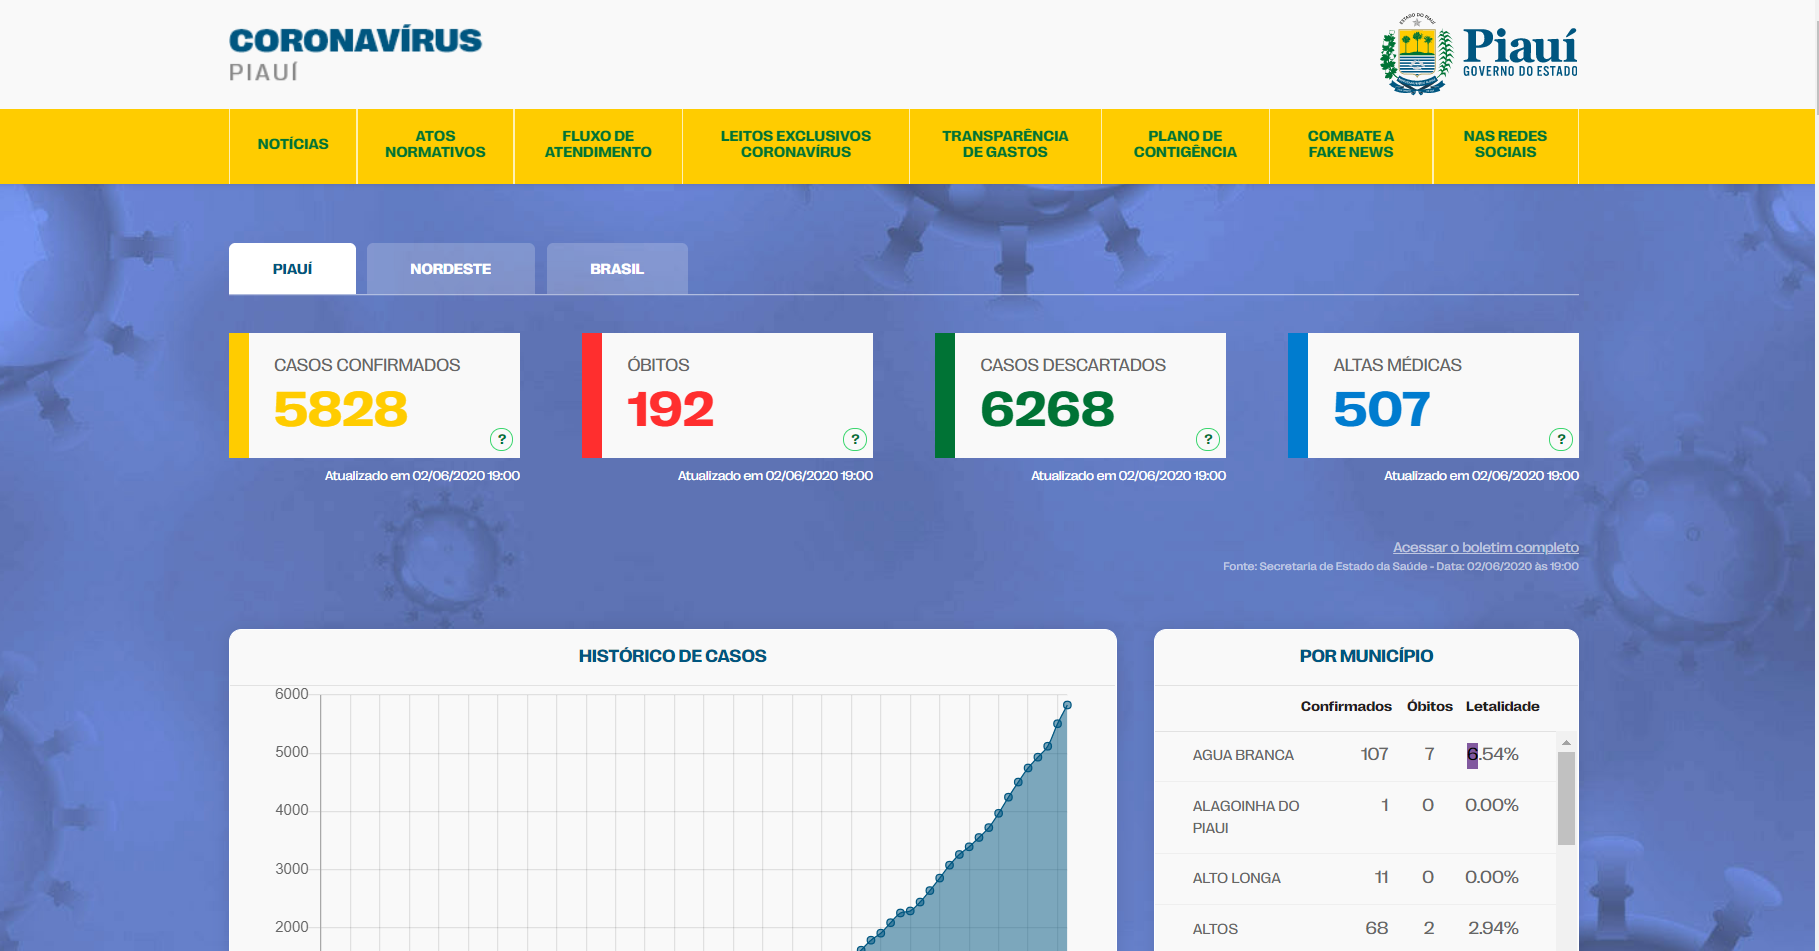 CORONAVÍRUS
PIAUÍ
ESTADO DO PIAUÍ
Piauí
GOVERNO DO ESTADO
NOTÍCIAS
ATOS
NORMATIVOS
FLUXO DE
ATENDIMENTO
LEITOS EXCLUSIVOS
CORONAVÍRUS
TRANSPARÊNCIA
DE GASTOS
PLANO DE
CONTIGÊNCIA
COMBATE A
FAKE NEWS
NAS REDES
SOCIAIS
PIAUÍ
NORDESTE
BRASIL
CASOS CONFIRMADOS
5828
?
Atualizado em 02/06/2020 19:00
ÓBITOS
192
?
Atualizado em 02/06/2020 19:00
CASOS DESCARTADOS
6268
?
Atualizado em 02/06/2020 19:00
ALTAS MÉDICAS
507
?
Atualizado em 02/06/2020 19:00
Acessar o boletim completo
Fonte: Secretaria de Estado da Saúde - Data: 02/06/2020 às 19:00
HISTÓRICO DE CASOS
6000
5000
4000
3000
2000
POR MUNICÍPIO
Confirmados Óbitos Letalidade
AGUA BRANCA 107 7 6.54%
ALAGOINHA DO 1 0 0.00%
PIAUI
ALTO LONGA 11 0 0.00%
ALTOS 68 2 2.94%